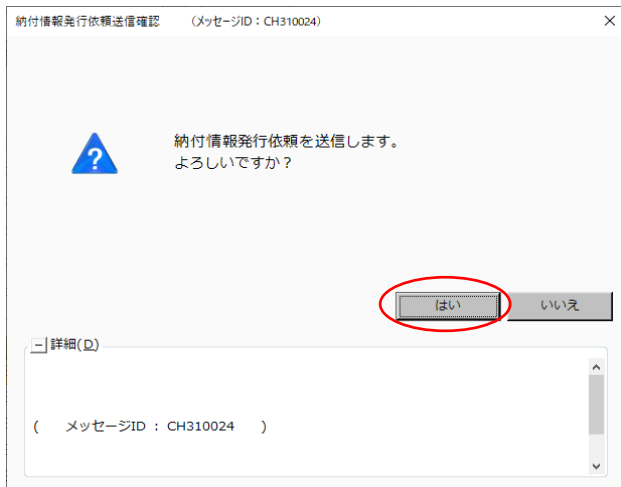 納付情報発行依頼送信確認　（メッセージID：CH310024）
納付情報発行依頼を送信します。
よろしいですか？
はい　いいえ
詳細(D)
(　メッセージID : CH310024　)